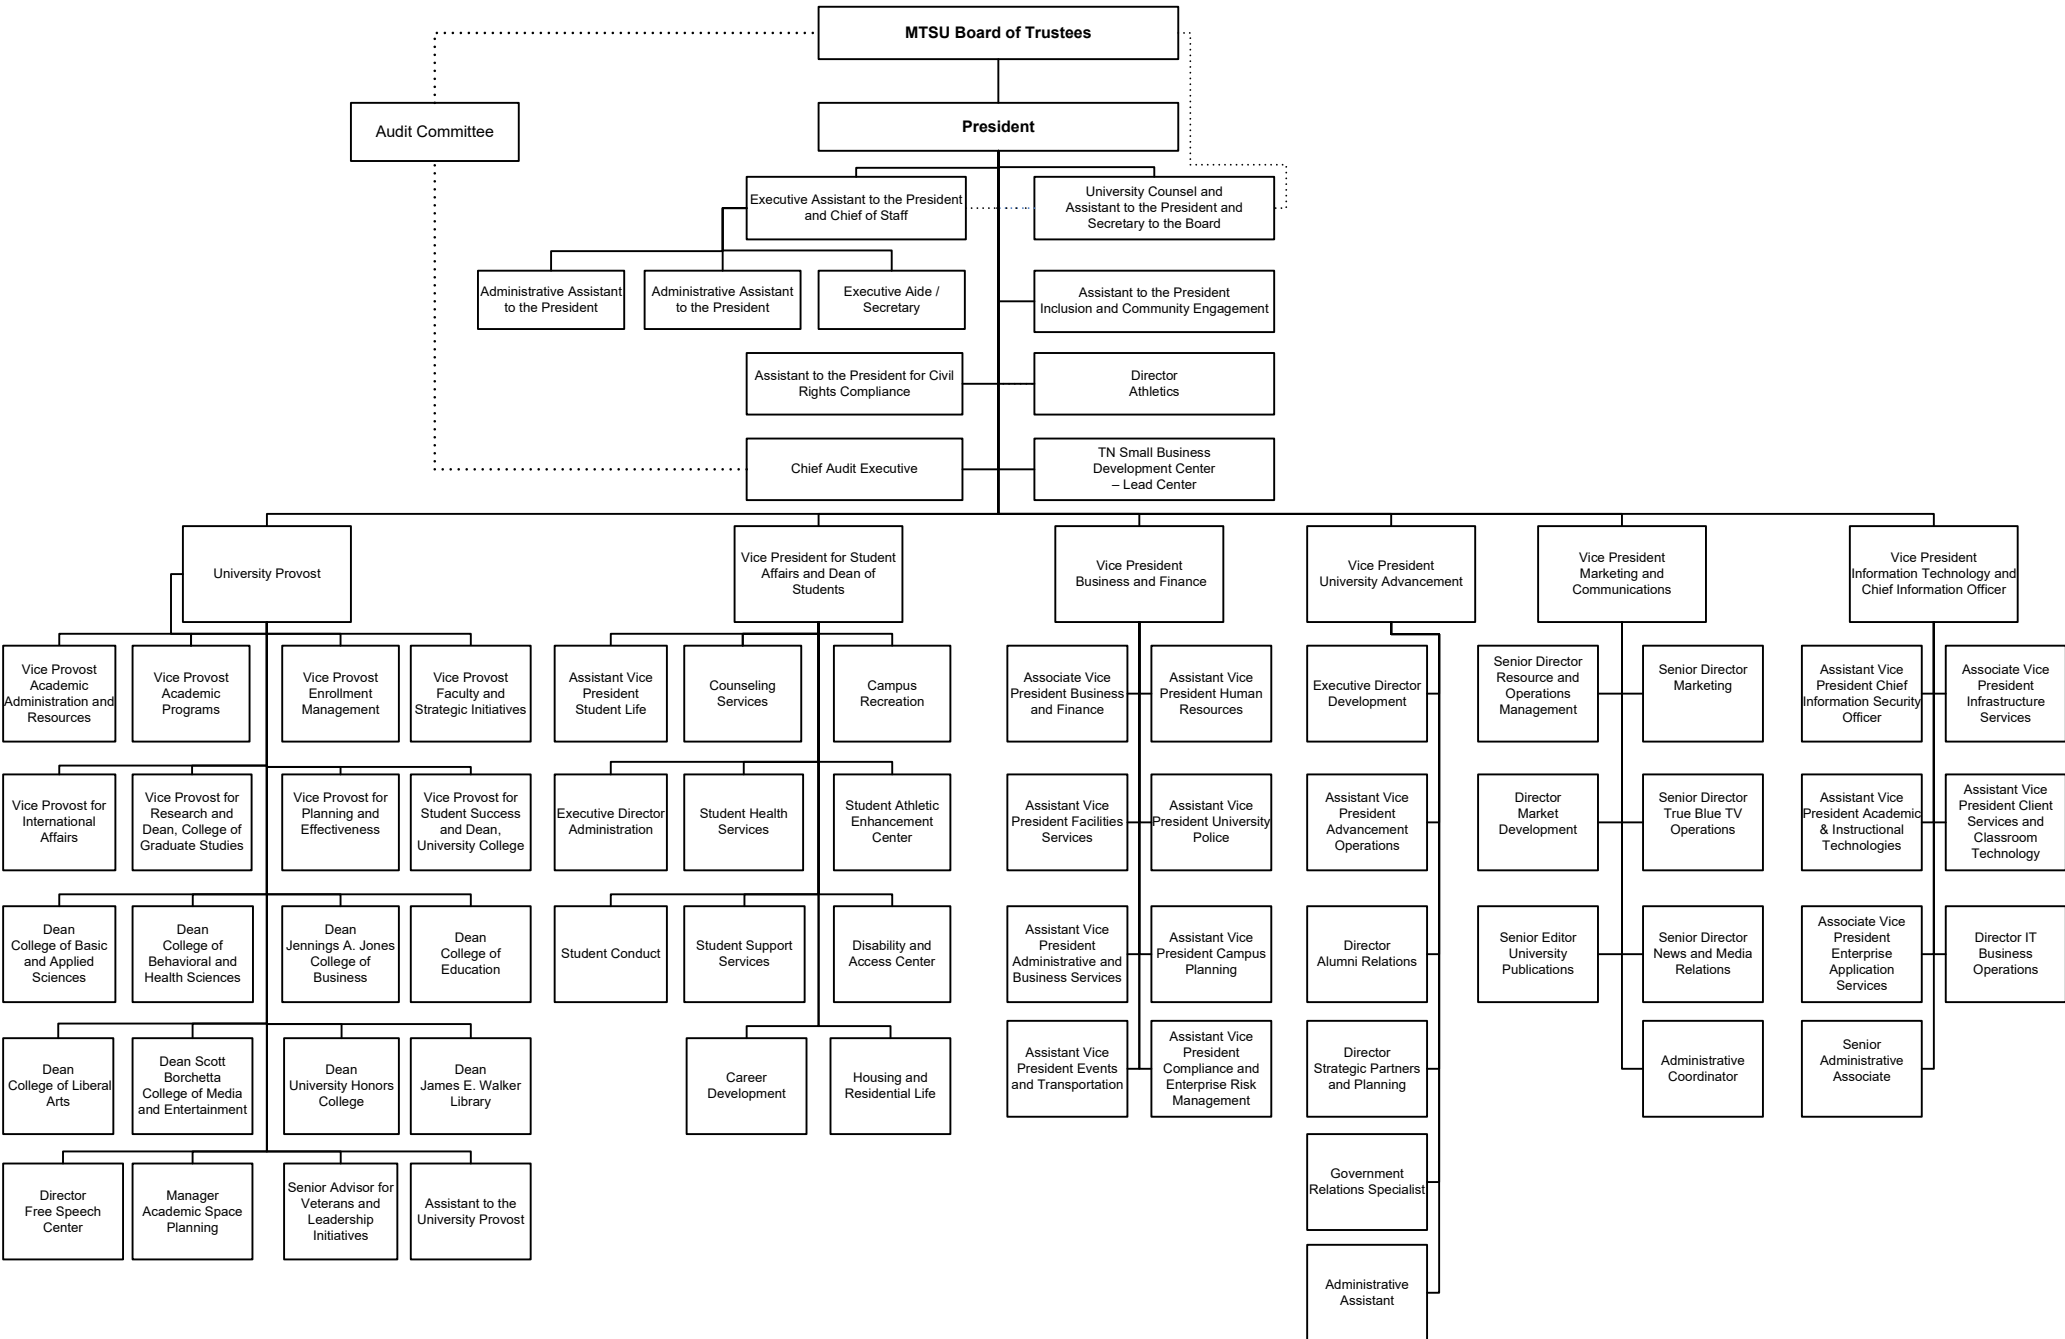 MTSU Board of Trustees
Audit Committee
President
Executive Assistant to the President
and Chief of Staff
University Counsel and
Assistant to the President and
Secretary to the Board
Administrative Assistant
to the President
Administrative Assistant
to the President
Executive Aide /
Secretary
Assistant to the President
Inclusion and Community Engagement
Assistant to the President for Civil
Rights Compliance
Director
Athletics
Chief Audit Executive
TN Small Business
Development Center
– Lead Center
University Provost
Vice President for Student
Affairs and Dean of
Students
Vice President
Business and Finance
Vice President
University Advancement
Vice President
Marketing and
Communications
Vice President
Information Technology and
Chief Information Officer
Vice Provost
Academic
Administration and
Resources
Vice Provost
Academic
Programs
Vice Provost
Enrollment
Management
Vice Provost
Faculty and
Strategic Initiatives
Assistant Vice
President
Student Life
Counseling
Services
Campus
Recreation
Associate Vice
President Business
and Finance
Assistant Vice
President Human
Resources
Executive Director
Development
Senior Director
Resource and
Operations
Management
Senior Director
Marketing
Assistant Vice
President Chief
Information Security
Officer
Associate Vice
President
Infrastructure
Services
Vice Provost for
International
Affairs
Vice Provost for
Research and
Dean, College of
Graduate Studies
Vice Provost for
Planning and
Effectiveness
Vice Provost for
Student Success
and Dean,
University College
Executive Director
Administration
Student Health
Services
Student Athletic
Enhancement
Center
Assistant Vice
President Facilities
Services
Assistant Vice
President University
Police
Assistant Vice
President
Advancement
Operations
Director
Market
Development
Senior Director
True Blue TV
Operations
Assistant Vice
President Academic
& Instructional
Technologies
Assistant Vice
President Client
Services and
Classroom
Technology
Dean
College of Basic
and Applied
Sciences
Dean
College of
Behavioral and
Health Sciences
Dean
Jennings A. Jones
College of
Business
Dean
College of
Education
Student Conduct
Student Support
Services
Disability and
Access Center
Assistant Vice
President
Administrative and
Business Services
Assistant Vice
President Campus
Planning
Director
Alumni Relations
Senior Editor
University
Publications
Senior Director
News and Media
Relations
Associate Vice
President
Enterprise
Application
Services
Director IT
Business
Operations
Dean
College of Liberal
Arts
Dean Scott
Borchetta
College of Media
and Entertainment
Dean
University Honors
College
Dean
James E. Walker
Library
Career
Development
Housing and
Residential Life
Assistant Vice
President Events
and Transportation
Assistant Vice
President
Compliance and
Enterprise Risk
Management
Director
Strategic Partners
and Planning
Administrative
Coordinator
Senior
Administrative
Associate
Director
Free Speech
Center
Manager
Academic Space
Planning
Senior Advisor for
Veterans and
Leadership
Initiatives
Assistant to the
University Provost
Government
Relations Specialist
Administrative
Assistant